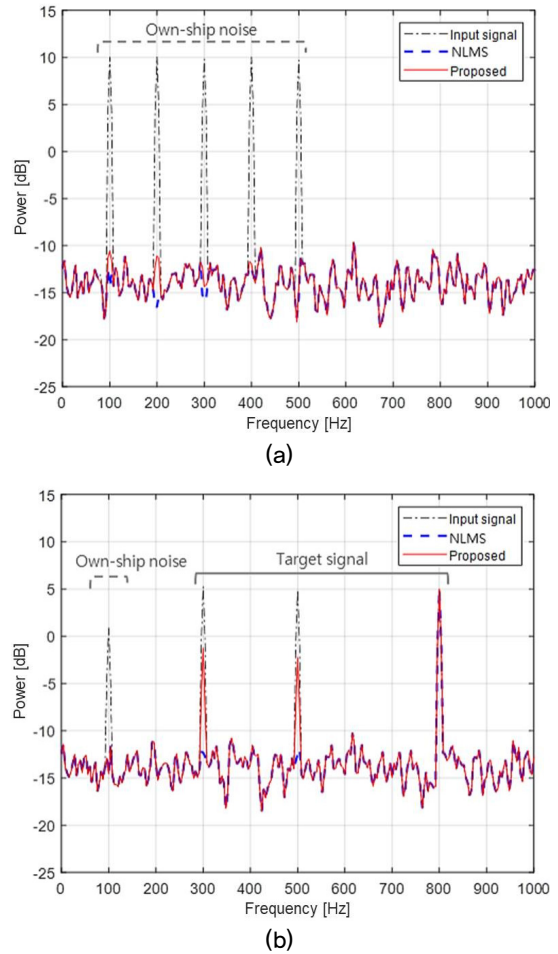 15
10
5
0
-5
-10
-15
-20
-25
Power [dB]
Own-ship noise
Input signal
NLMS
Proposed
0 100 200 300 400 500 600 700 800 900 1000
Frequency [Hz]
(a)
15
10
5
0
-5
-10
-15
-20
-25
Power [dB]
Own-ship noise
Target signal
Input signal
NLMS
Proposed
0 100 200 300 400 500 600 700 800 900 1000
Frequency [Hz]
(b)